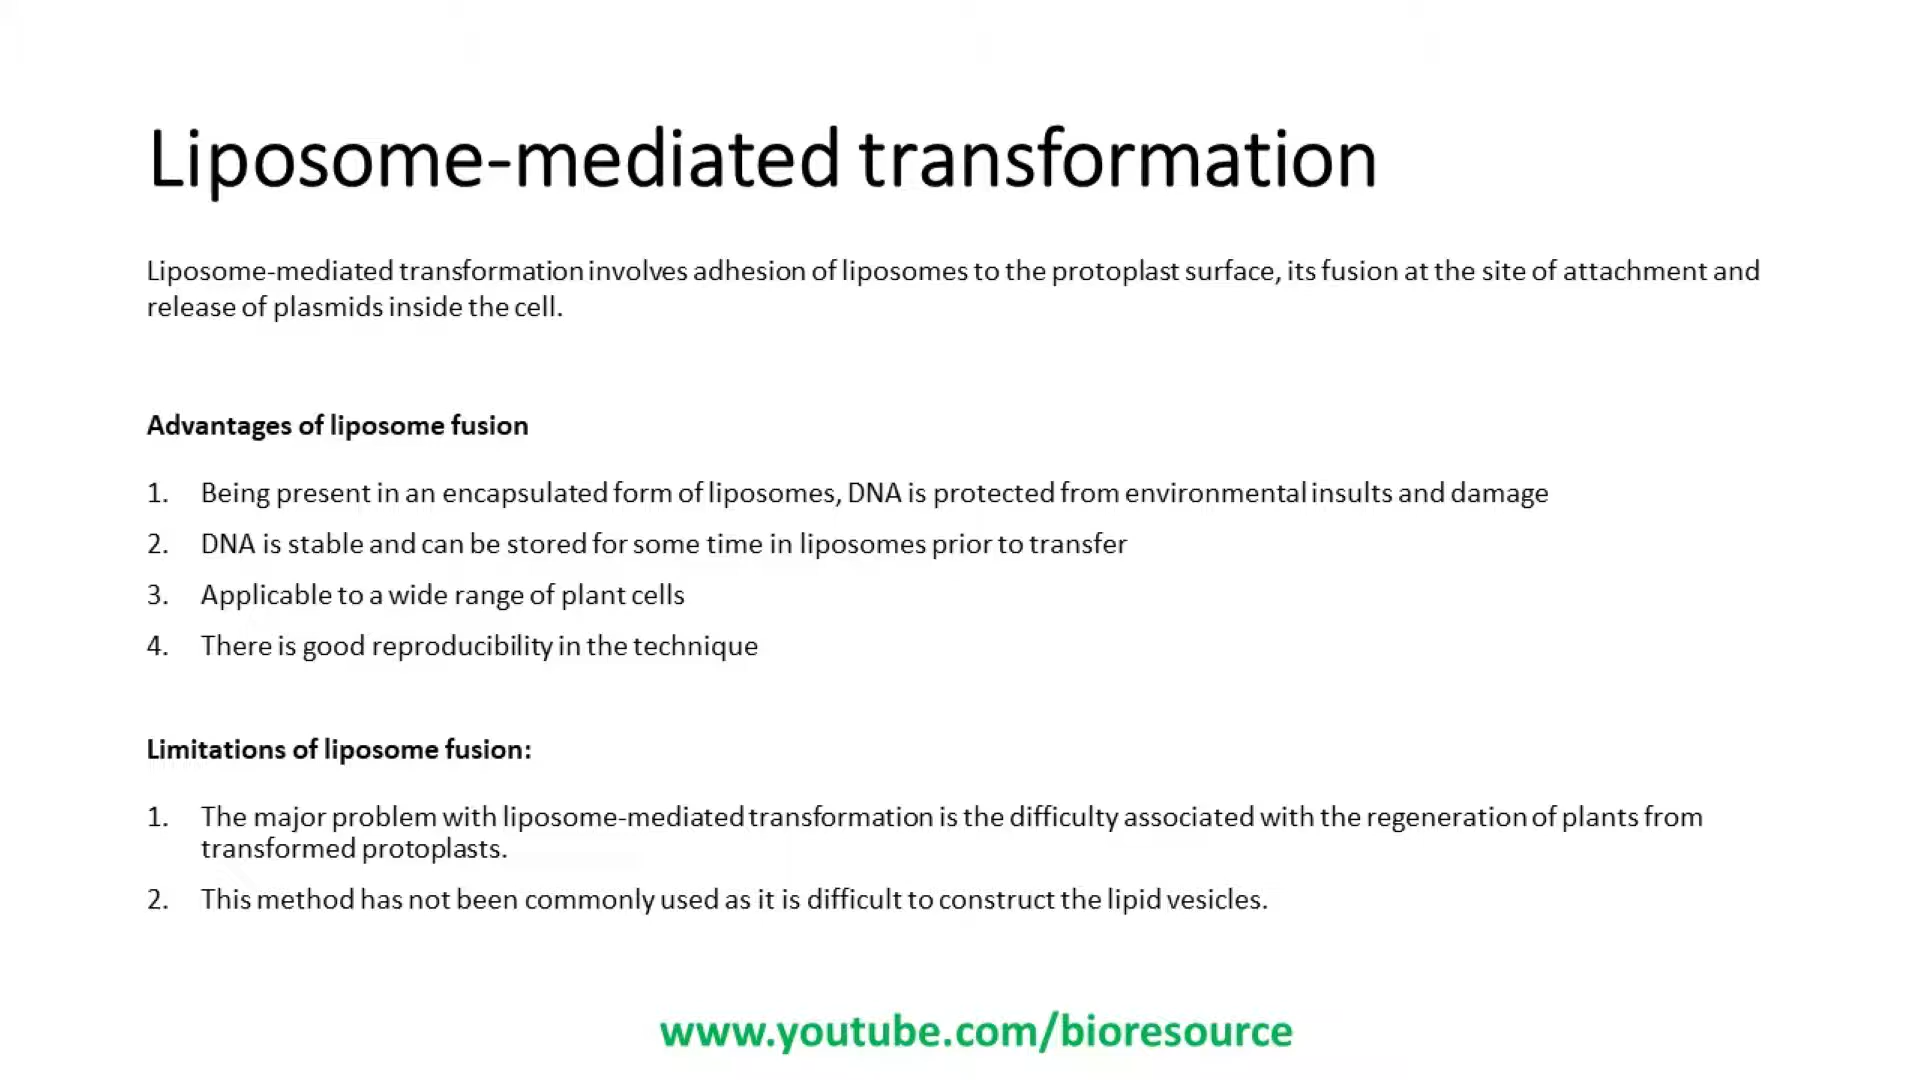 Liposome-mediated transformation
Liposome-mediated transformation involves adhesion of liposomes to the protoplast surface, its fusion at the site of attachment and
release of plasmids inside the cell.
Advantages of liposome fusion
1. Being present in an encapsulated form of liposomes, DNA is protected from environmental insults and damage
2. DNA is stable and can be stored for some time in liposomes prior to transfer
3. Applicable to a wide range of plant cells
4. There is good reproducibility in the technique
Limitations of liposome fusion:
1. The major problem with liposome-mediated transformation is the difficulty associated with the regeneration of plants from
transformed protoplasts.
2. This method has not been commonly used as it is difficult to construct the lipid vesicles.
www.youtube.com/bioresource